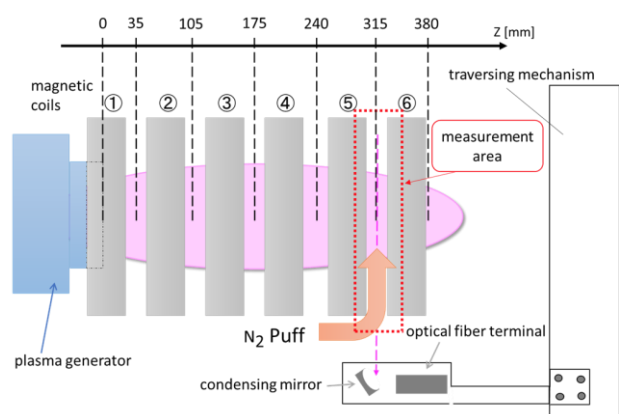 0 35 105 175 240 315 380
Z [mm]
magnetic
coils
① ② ③ ④ ⑤ ⑥
traversing mechanism
measurement
area
N2 Puff
optical fiber terminal
plasma generator
condensing mirror